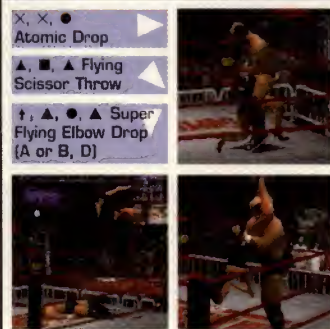 ×, ×, ●
Atomic Drop
▲, ■, ▲ Flying
Scissor Throw
↑, ▲, ●, ▲ Super
Flying Elbow Drop
(A or B, D)